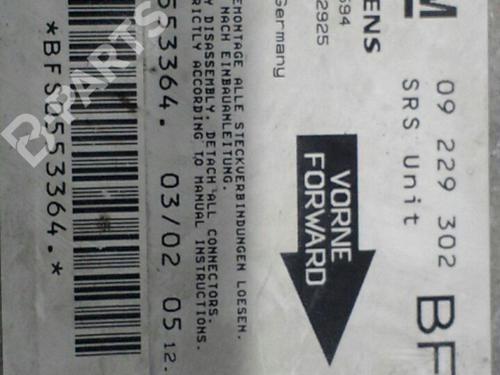 M
09 229 302
BF
SRS Unit
ENS
594
2925
Germany
VORNE
FORWARD
EMONTAGE ALLE STECKVERBINDUNGEN LOESEN.
NACH EINBAUANLEITUNG.
Y DISASSEMBLY, DETACH ALL CONNECTORS.
RICTLY ACCORDING TO MANUAL INSTRUCTIONS.
553364. 03/02 05 12.
*BFS0553364.*
B-PARTS